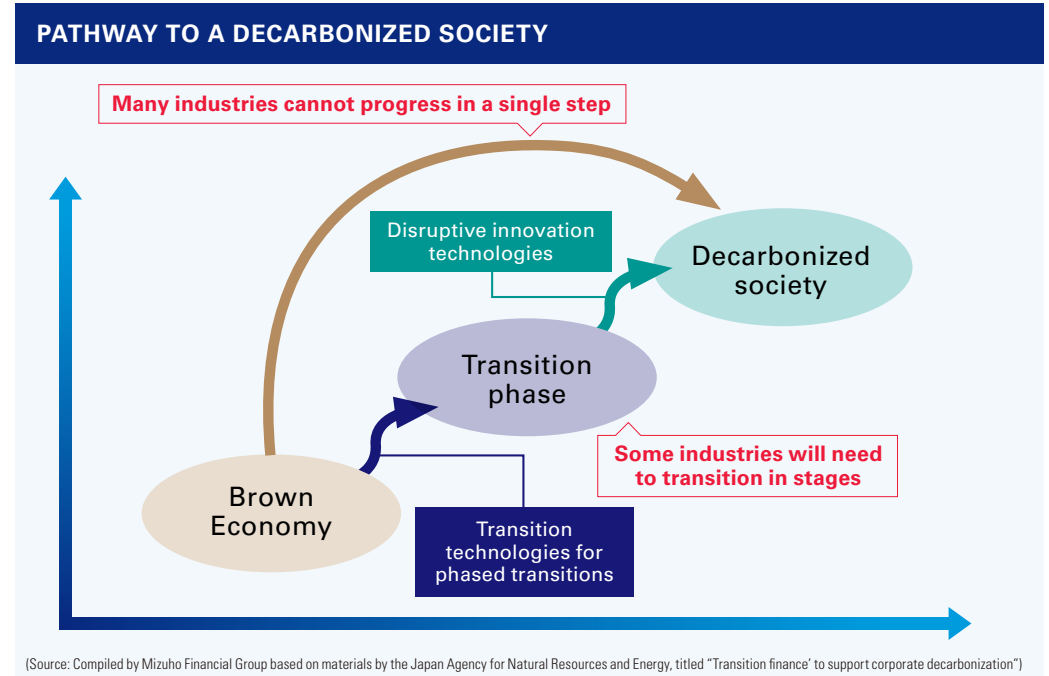 PATHWAY TO A DECARBONIZED SOCIETY
Many industries cannot progress in a single step
Disruptive innovation
technologies
Decarbonized
society
Transition
phase
Some industries will need
to transition in stages
Brown
Economy
Transition
technologies for
phased transitions
(Source: Compiled by Mizuho Financial Group based on materials by the Japan Agency for Natural Resources and Energy, titled “Transition finance’ to support corporate decarbonization”)